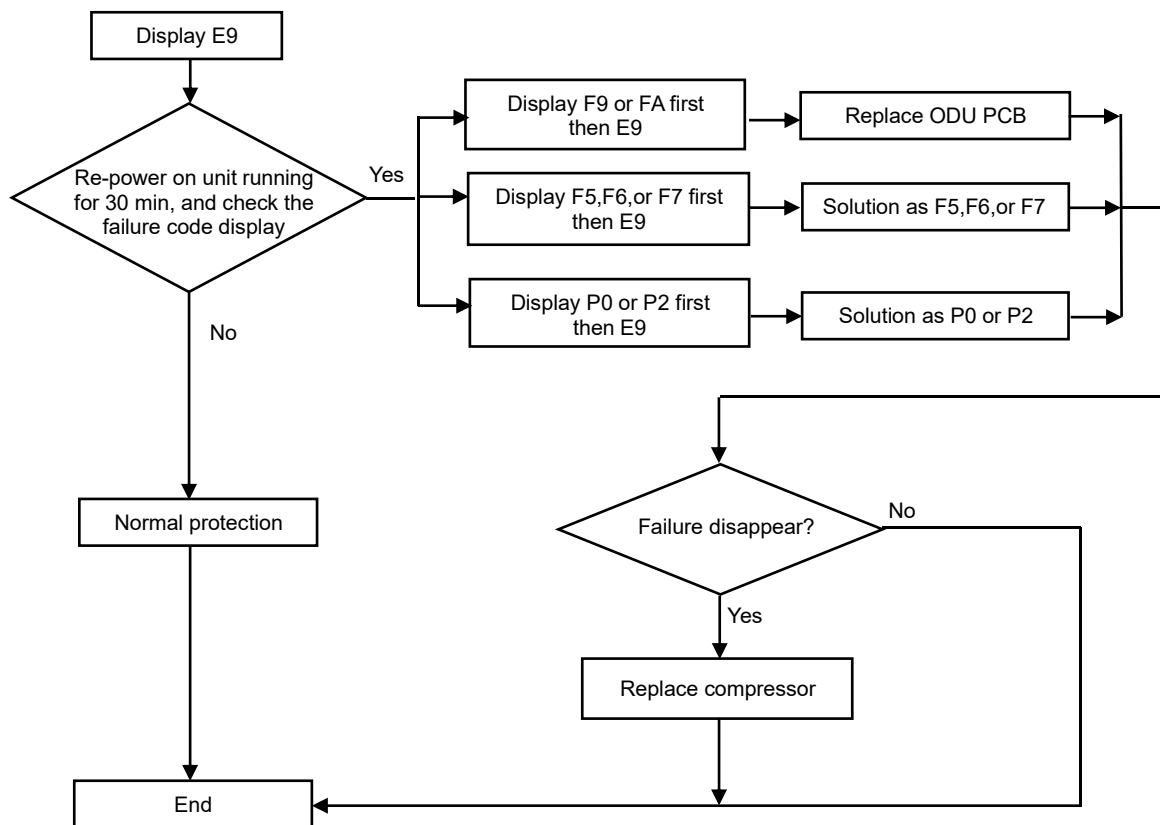 Display E9
Re-power on unit running
for 30 min, and check the
failure code display
Yes
No
Display F9 or FA first
then E9
Replace ODU PCB
Display F5,F6,or F7 first
then E9
Solution as F5,F6,or F7
Display P0 or P2 first
then E9
Solution as P0 or P2
Normal protection
Failure disappear?
No
Yes
Replace compressor
End